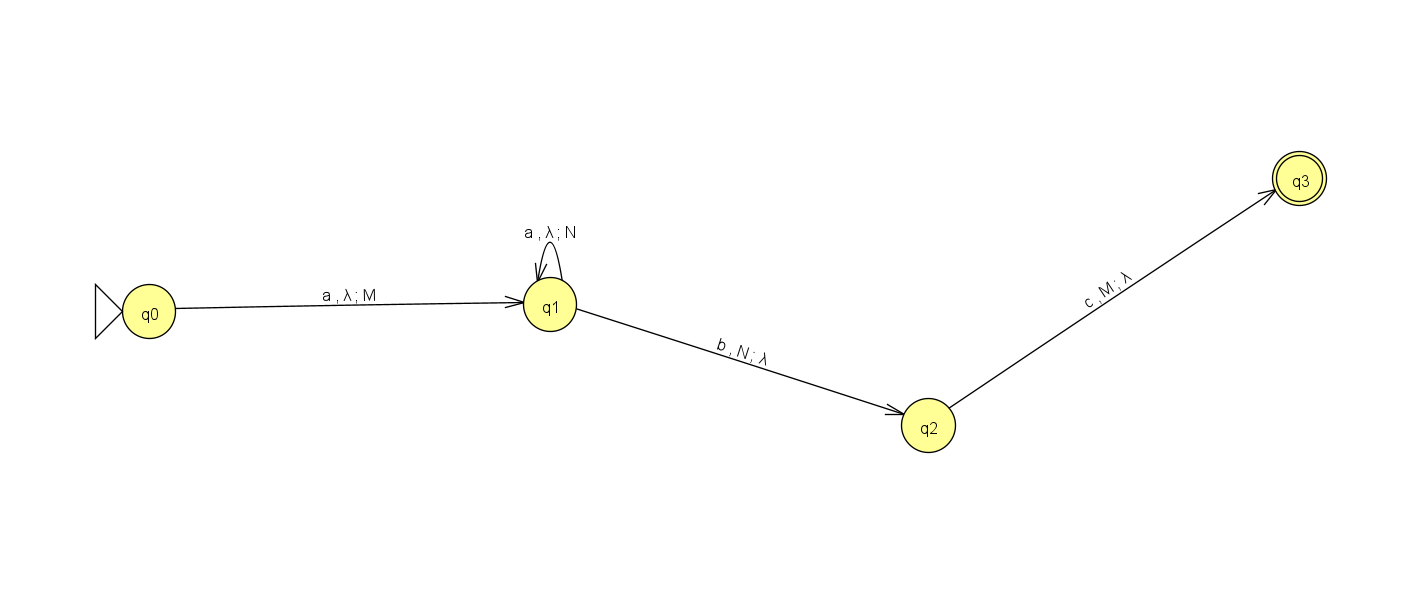 q3
a , λ ; N
c , M ; λ
a , λ ; M
q0
q1
b , N ; λ
q2